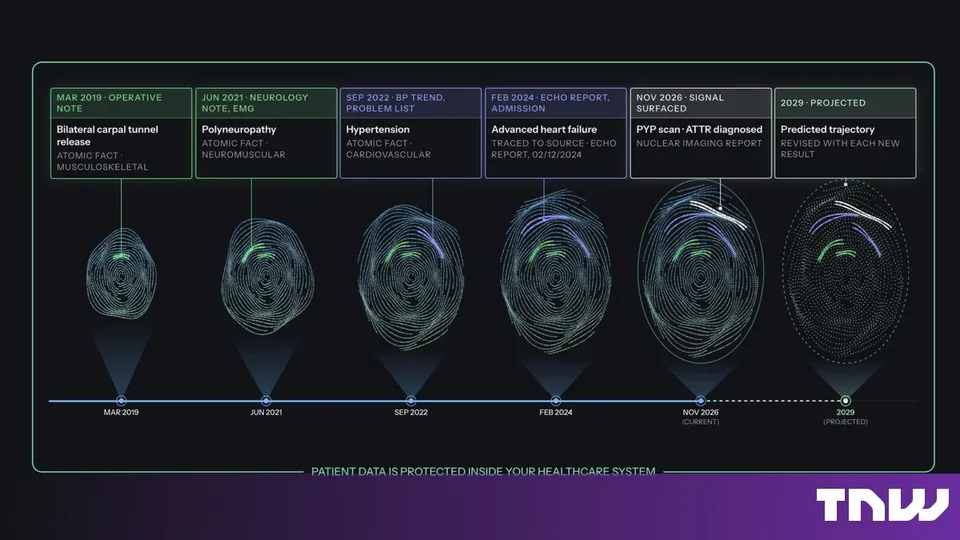 MAR 2019 · OPERATIVE
NOTE
Bilateral carpal tunnel
release
ATOMIC FACT ·
MUSCULOSKELETAL
JUN 2021 · NEUROLOGY
NOTE, EMG
Polyneuropathy
ATOMIC FACT ·
NEUROMUSCULAR
SEP 2022 · BP TREND,
PROBLEM LIST
Hypertension
ATOMIC FACT ·
CARDIOVASCULAR
FEB 2024 · ECHO REPORT,
ADMISSION
Advanced heart failure
TRACED TO SOURCE · ECHO
REPORT, 02/12/2024
NOV 2026 · SIGNAL
SURFACED
PYP scan · ATTR diagnosed
NUCLEAR IMAGING REPORT
2029 · PROJECTED
Predicted trajectory
REVISED WITH EACH NEW
RESULT
MAR 2019
JUN 2021
SEP 2022
FEB 2024
NOV 2026
(CURRENT)
2029
(PROJECTED)
PATIENT DATA IS PROTECTED INSIDE YOUR HEALTHCARE SYSTEM
TNW